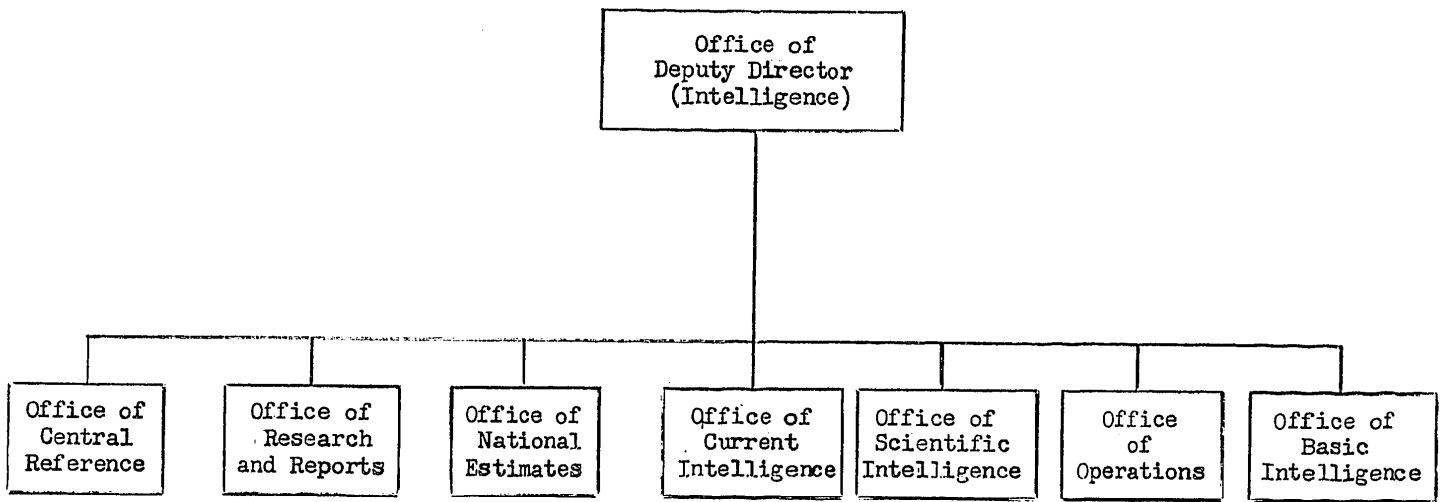 Office of
Deputy Director
(Intelligence)
Office of
Central
Reference
Office of
Research
and Reports
Office of
National
Estimates
Office of
Current
Intelligence
Office of
Scientific
Intelligence
Office
of
Operations
Office of
Basic
Intelligence